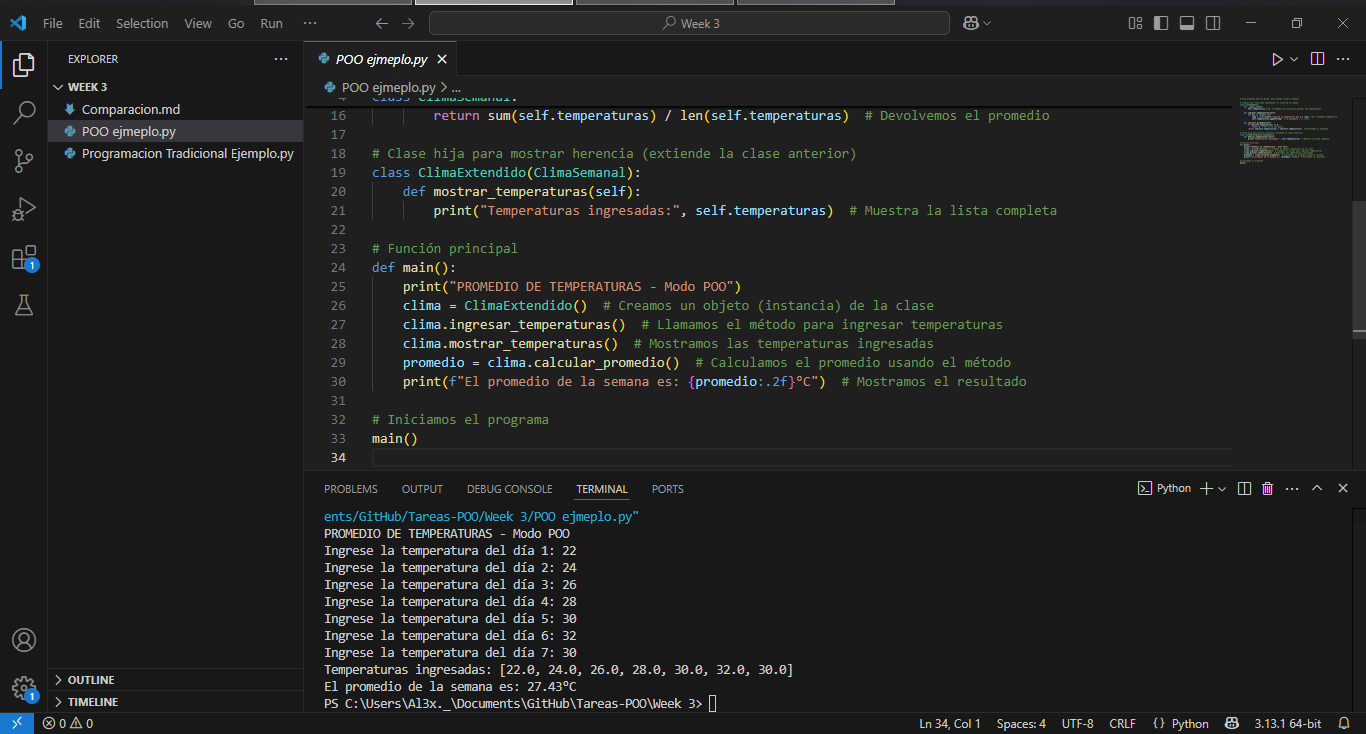 File Edit Selection View Go Run ··· Week 3
EXPLORER ···
WEEK 3
Comparacion.md
POO ejmeplo.py
Programacion Tradicional Ejemplo.py
OUTLINE
TIMELINE
POO ejmeplo.py
POO ejmeplo.py > ...
4 class ClimaSemanal:
16 return sum(self.temperaturas) / len(self.temperaturas) # Devolvemos el promedio
17
18 # Clase hija para mostrar herencia (extiende la clase anterior)
19 class ClimaExtendido(ClimaSemanal):
20 def mostrar_temperaturas(self):
21 print("Temperaturas ingresadas:", self.temperaturas) # Muestra la lista completa
22
23 # Función principal
24 def main():
25 print("PROMEDIO DE TEMPERATURAS - Modo POO")
26 clima = ClimaExtendido() # Creamos un objeto (instancia) de la clase
27 clima.ingresar_temperaturas() # Llamamos el método para ingresar temperaturas
28 clima.mostrar_temperaturas() # Mostramos las temperaturas ingresadas
29 promedio = clima.calcular_promedio() # Calculamos el promedio usando el método
30 print(f"El promedio de la semana es: {promedio:.2f}°C") # Mostramos el resultado
31
32 # Iniciamos el programa
33 main()
34
PROBLEMS OUTPUT DEBUG CONSOLE TERMINAL PORTS Python
ents/GitHub/Tareas-POO/Week 3/POO ejmeplo.py"
PROMEDIO DE TEMPERATURAS - Modo POO
Ingrese la temperatura del día 1: 22
Ingrese la temperatura del día 2: 24
Ingrese la temperatura del día 3: 26
Ingrese la temperatura del día 4: 28
Ingrese la temperatura del día 5: 30
Ingrese la temperatura del día 6: 32
Ingrese la temperatura del día 7: 30
Temperaturas ingresadas: [22.0, 24.0, 26.0, 28.0, 30.0, 32.0, 30.0]
El promedio de la semana es: 27.43°C
PS C:\Users\Al3x._\Documents\GitHub\Tareas-POO\Week 3>
1
1
0 0 Ln 34, Col 1 Spaces: 4 UTF-8 CRLF {} Python 3.13.1 64-bit